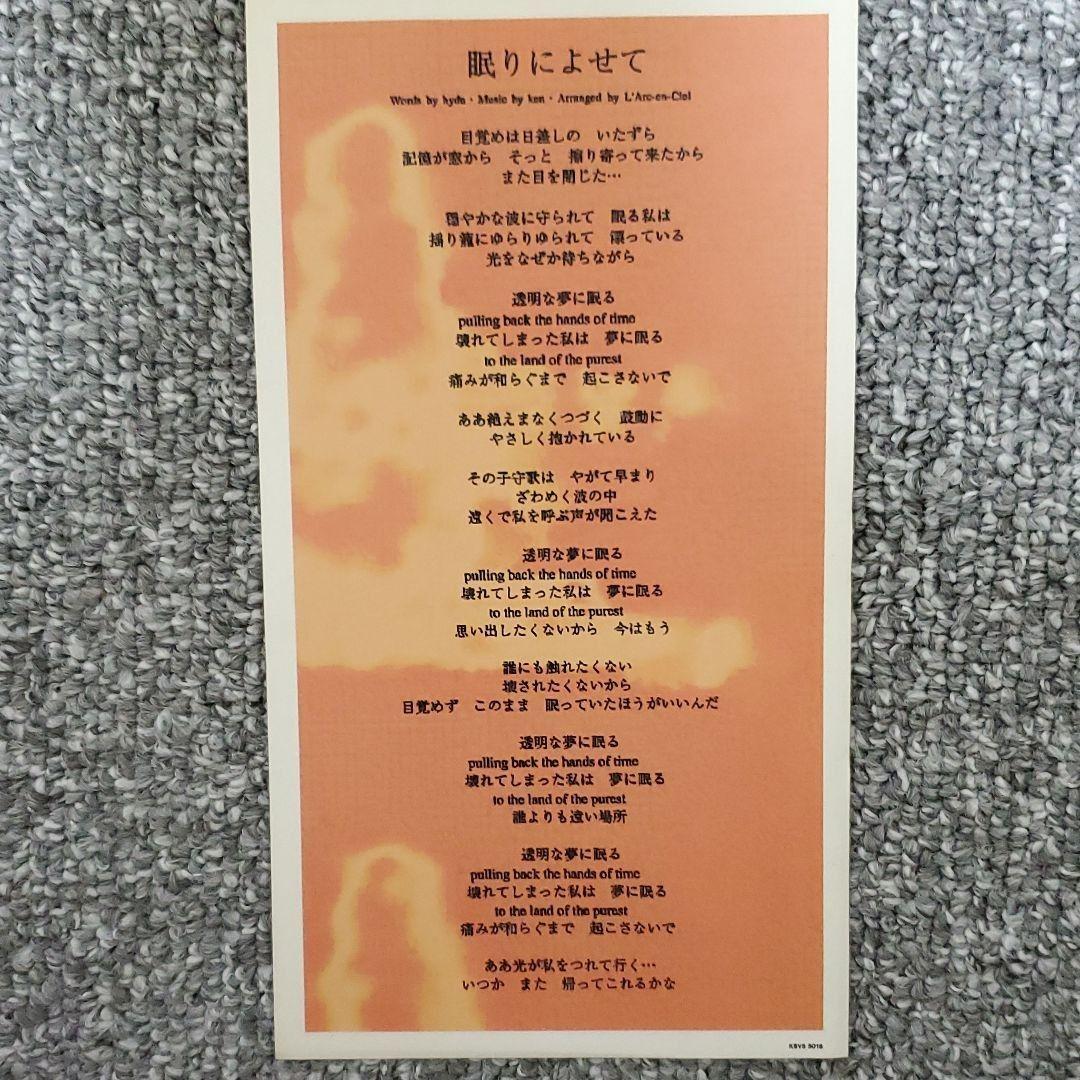 眠りによせて
Words by hyde・Music by ken・Arranged by L'Arc-en-Ciel
目覚めは日差しの　いたずら
記憶が窓から　そっと　擦り寄って来たから
また目を閉じた…
穏やかな波に守られて　眠る私は
揺り籠にゆらりゆられて　漂っている
光をなぜか待ちながら
透明な夢に眠る
pulling back the hands of time
壊れてしまった私は　夢に眠る
to the land of the purest
痛みが和らぐまで　起こさないで
ああ絶えまなくつづく　鼓動に
やさしく抱かれている
その子守歌は　やがて早まり
ざわめく波の中
遠くで私を呼ぶ声が聞こえた
透明な夢に眠る
pulling back the hands of time
壊れてしまった私は　夢に眠る
to the land of the purest
思い出したくないから　今はもう
誰にも触れたくない
壊されたくないから
目覚めず　このまま　眠っていたほうがいいんだ
透明な夢に眠る
pulling back the hands of time
壊れてしまった私は　夢に眠る
to the land of the purest
誰よりも遠い場所
透明な夢に眠る
pulling back the hands of time
壊れてしまった私は　夢に眠る
to the land of the purest
痛みが和らぐまで　起こさないで
ああ光が私をつれて行く…
いつか　また　帰ってこれるかな
KSVS 5018